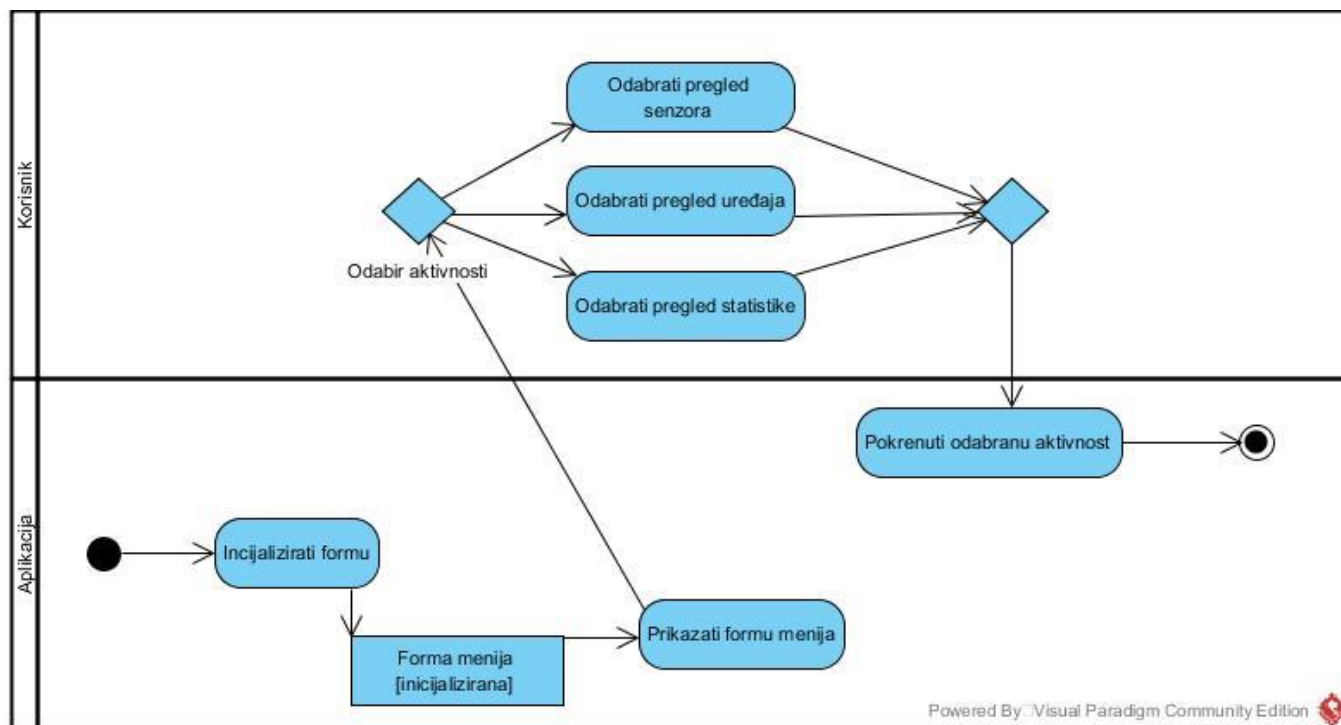 Korisnik
Odabrati pregled
senzora
Odabrati pregled uređaja
Odabir aktivnosti
Odabrati pregled statistike
Aplikacija
Pokrenuti odabranu aktivnost
Incijalizirati formu
Prikazati formu menija
Forma menija
[inicijalizirana]
Powered By Visual Paradigm Community Edition